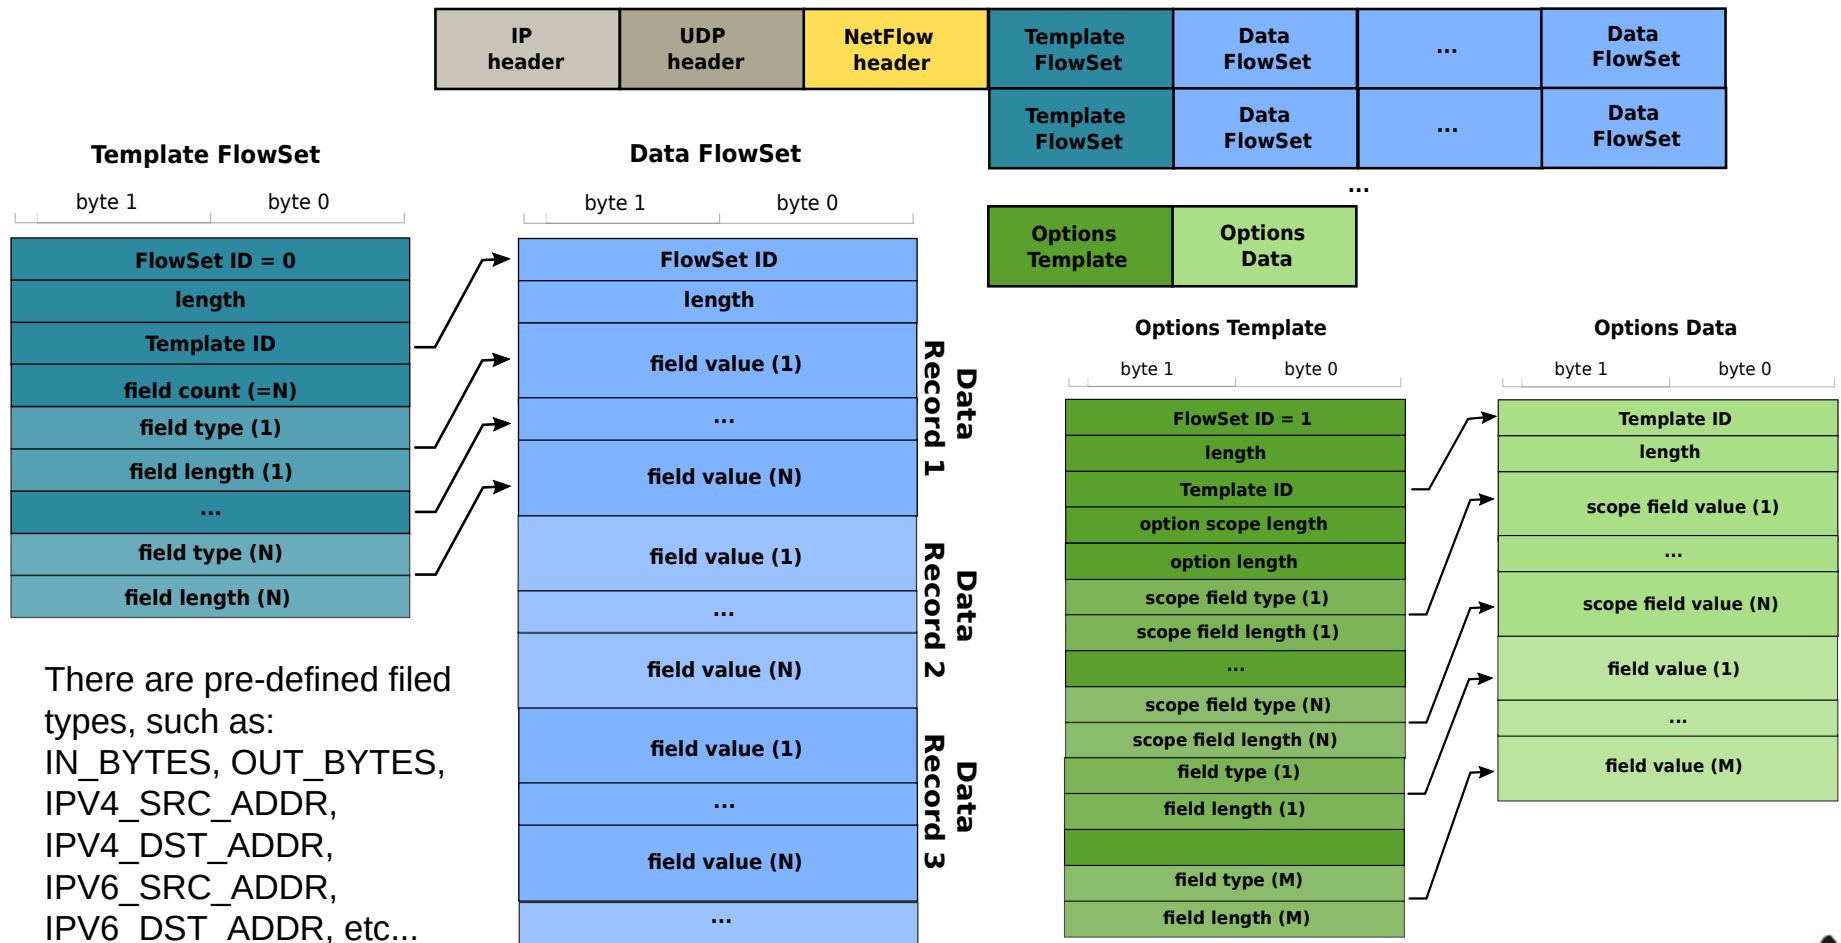 IP
header
UDP
header
NetFlow
header
Template
FlowSet
Data
FlowSet
...
Data
FlowSet
Template
FlowSet
Data
FlowSet
...
Data
FlowSet
...
Options
Template
Options
Data
Template FlowSet
byte 1 byte 0
FlowSet ID = 0
length
Template ID
field count (=N)
field type (1)
field length (1)
...
field type (N)
field length (N)
There are pre-defined filed
types, such as:
IN_BYTES, OUT_BYTES,
IPV4_SRC_ADDR,
IPV4_DST_ADDR,
IPV6_SRC_ADDR,
IPV6_DST_ADDR, etc...
Data FlowSet
byte 1 byte 0
FlowSet ID
length
field value (1)
...
field value (N)
Data
Record 1
field value (1)
...
field value (N)
Data
Record 2
field value (1)
...
field value (N)
Data
Record 3
...
Options Template
byte 1 byte 0
FlowSet ID = 1
length
Template ID
option scope length
option length
scope field type (1)
scope field length (1)
...
scope field type (N)
scope field length (N)
field type (1)
field length (1)
field type (M)
field length (M)
Options Data
byte 1 byte 0
Template ID
length
scope field value (1)
...
scope field value (N)
field value (1)
...
field value (M)